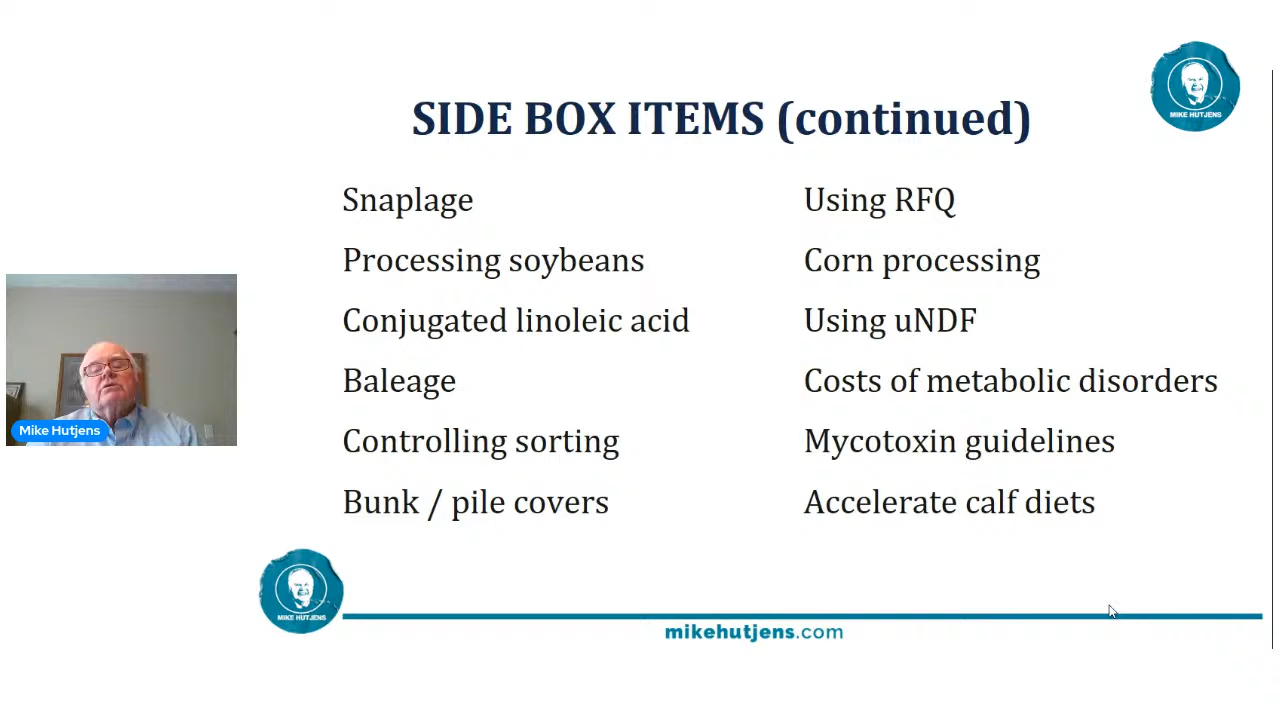 MIKE HUTJENS
SIDE BOX ITEMS (continued)
Snaplage
Processing soybeans
Conjugated linoleic acid
Baleage
Controlling sorting
Bunk / pile covers
Using RFQ
Corn processing
Using uNDF
Costs of metabolic disorders
Mycotoxin guidelines
Accelerate calf diets
Mike Hutjens
MIKE HUTJENS
mikehutjens.com